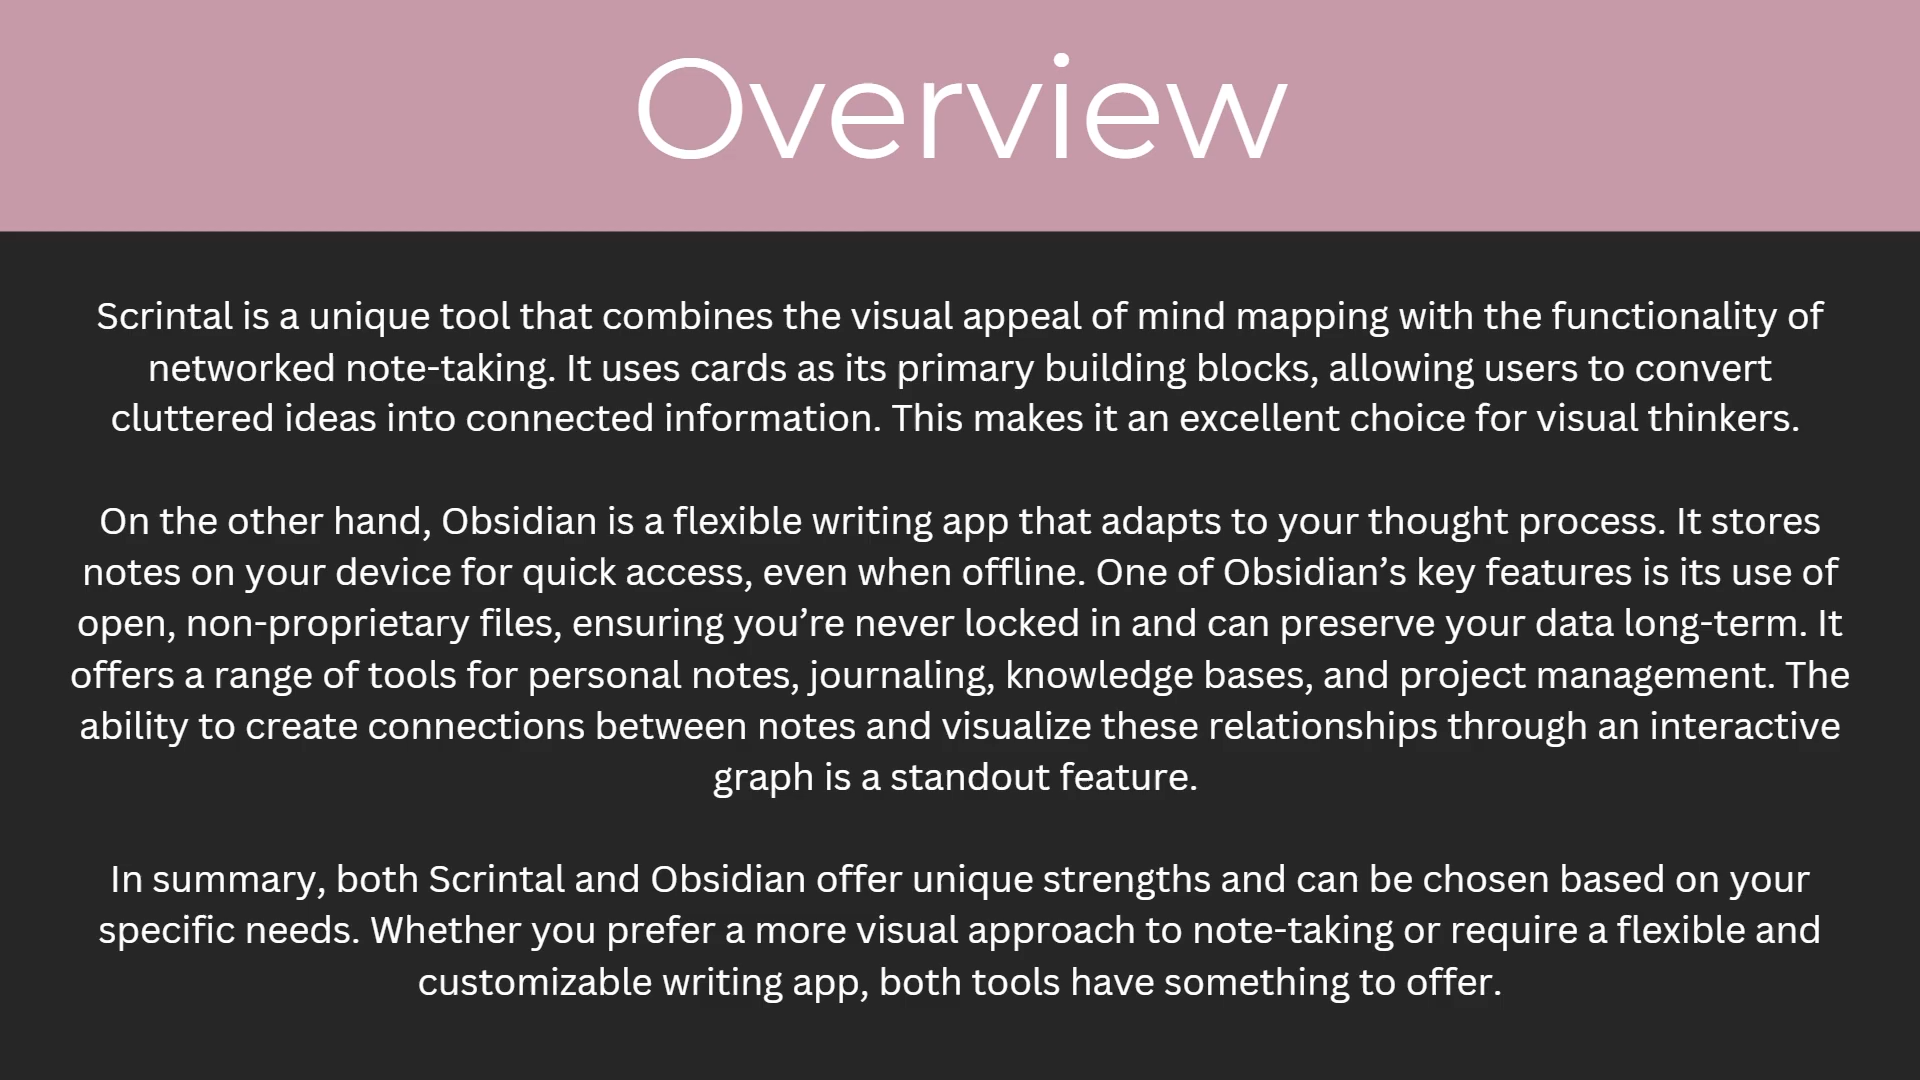 Overview
Scrintal is a unique tool that combines the visual appeal of mind mapping with the functionality of
networked note-taking. It uses cards as its primary building blocks, allowing users to convert
cluttered ideas into connected information. This makes it an excellent choice for visual thinkers.
On the other hand, Obsidian is a flexible writing app that adapts to your thought process. It stores
notes on your device for quick access, even when offline. One of Obsidian’s key features is its use of
open, non-proprietary files, ensuring you’re never locked in and can preserve your data long-term. It
offers a range of tools for personal notes, journaling, knowledge bases, and project management. The
ability to create connections between notes and visualize these relationships through an interactive
graph is a standout feature.
In summary, both Scrintal and Obsidian offer unique strengths and can be chosen based on your
specific needs. Whether you prefer a more visual approach to note-taking or require a flexible and
customizable writing app, both tools have something to offer.